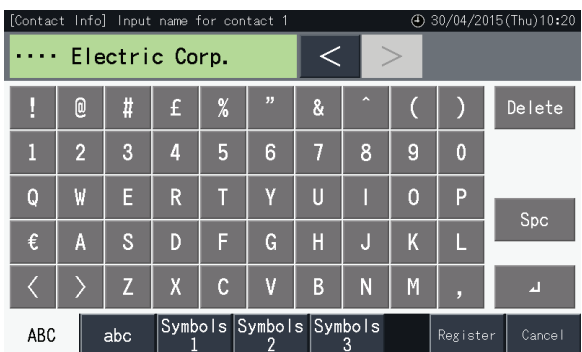 [Contact Info] Input name for contact 1 30/04/2015(Thu)10:20
···· Electric Corp. < >
! @ # £ % " & ^ ( ) Delete
1 2 3 4 5 6 7 8 9 0
Q W E R T Y U I O P
Spc
€ A S D F G H J K L
< > Z X C V B N M , ↵
ABC abc Symbols 1 Symbols 2 Symbols 3 Register Cancel